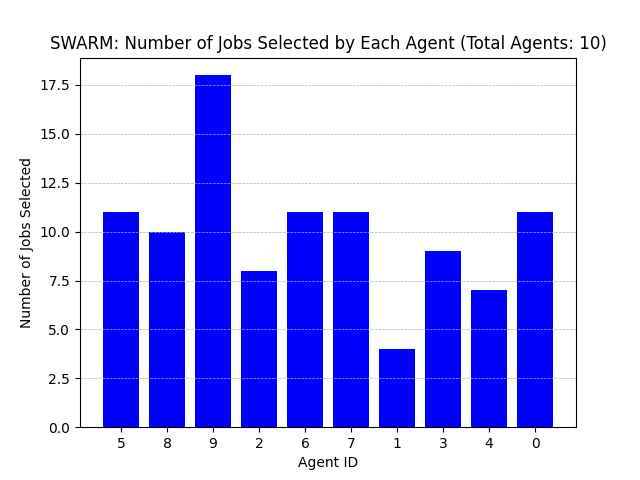 SWARM: Number of Jobs Selected by Each Agent (Total Agents: 10)
17.5
15.0
12.5
10.0
7.5
5.0
2.5
0.0
Number of Jobs Selected
5 8 9 2 6 7 1 3 4 0
Agent ID